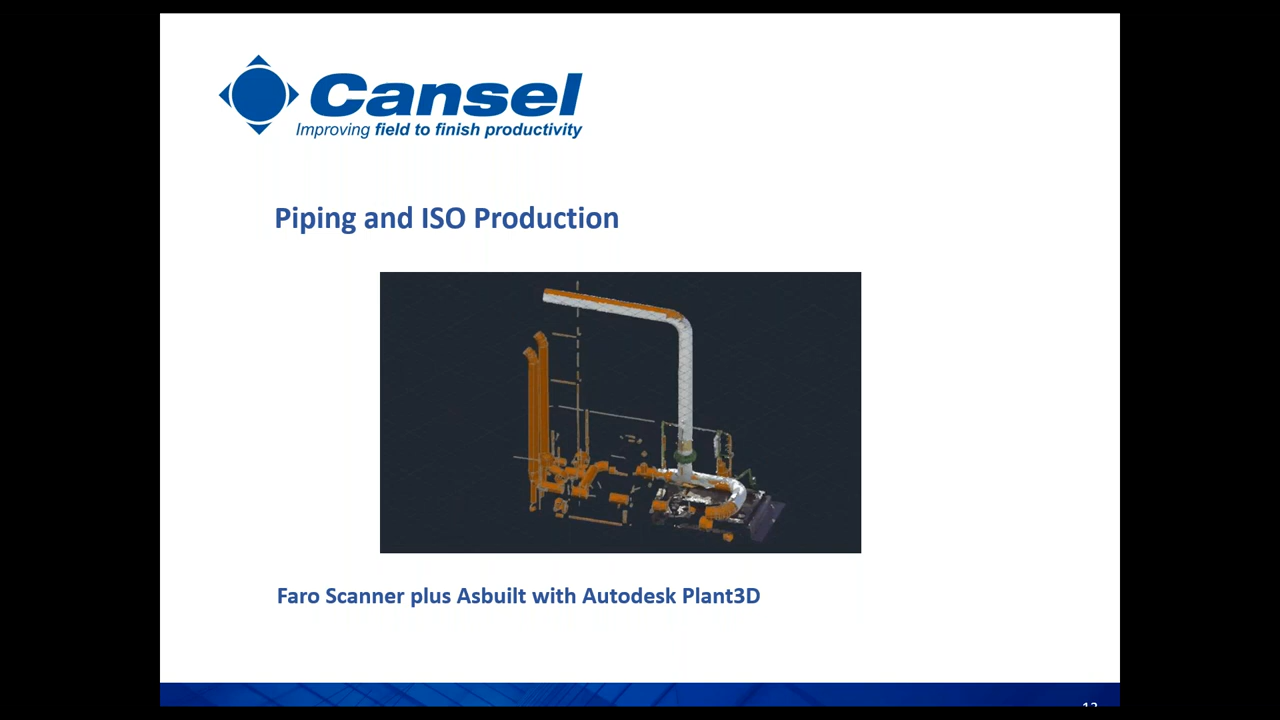 Cansel
Improving field to finish productivity
Piping and ISO Production
Faro Scanner plus Asbuilt with Autodesk Plant3D